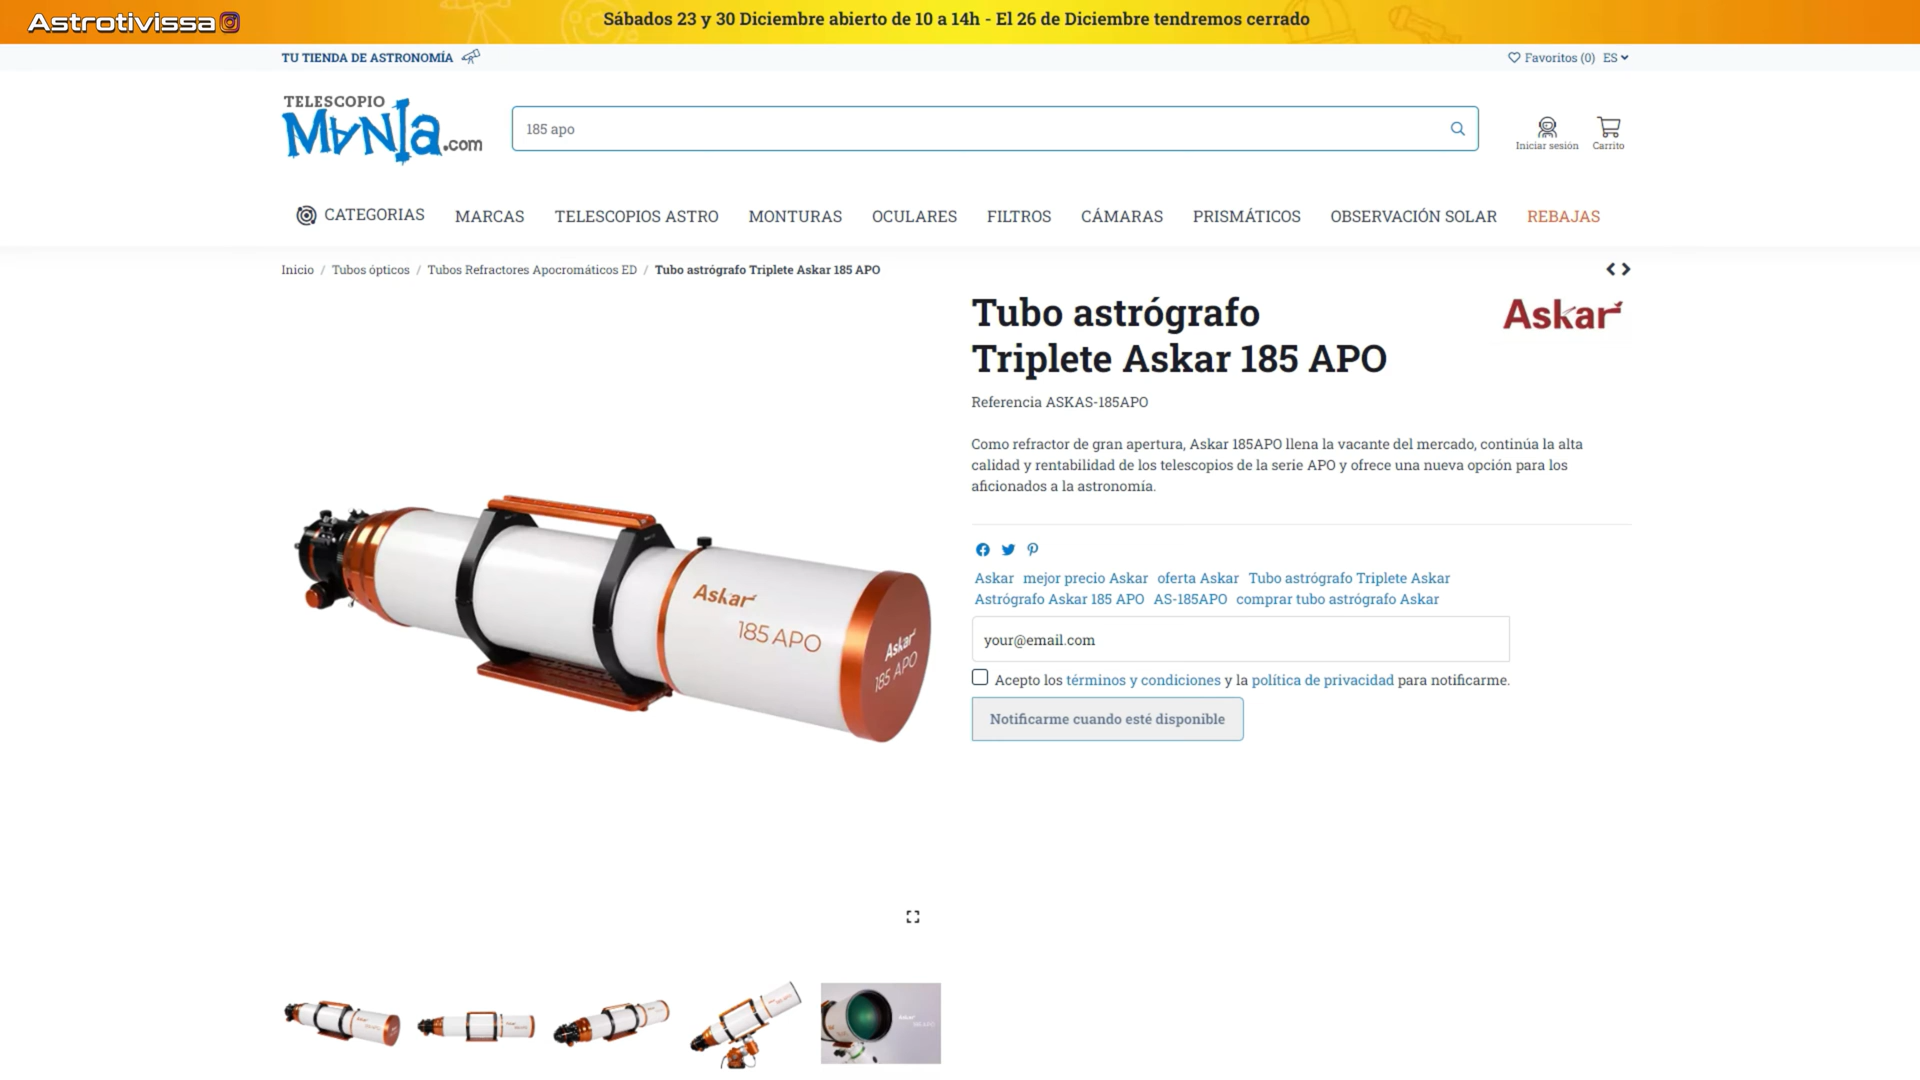 Astrotivissa
Sábados 23 y 30 Diciembre abierto de 10 a 14h - El 26 de Diciembre tendremos cerrado
TU TIENDA DE ASTRONOMÍA
Favoritos (0) ES
TELESCOPIO
MANIA.com
185 apo
Iniciar sesión
Carrito
CATEGORIAS MARCAS TELESCOPIOS ASTRO MONTURAS OCULARES FILTROS CÁMARAS PRISMÁTICOS OBSERVACIÓN SOLAR REBAJAS
Inicio / Tubos ópticos / Tubos Refractores Apocromáticos ED / Tubo astrógrafo Triplete Askar 185 APO
Tubo astrógrafo
Triplete Askar 185 APO
Askar
Referencia ASKAS-185APO
Como refractor de gran apertura, Askar 185APO llena la vacante del mercado, continúa la alta
calidad y rentabilidad de los telescopios de la serie APO y ofrece una nueva opción para los
aficionados a la astronomía.
Askar mejor precio Askar oferta Askar Tubo astrógrafo Triplete Askar
Astrógrafo Askar 185 APO AS-185APO comprar tubo astrógrafo Askar
your@email.com
Acepto los términos y condiciones y la política de privacidad para notificarme.
Notificarme cuando esté disponible
Askar
185 APO
Askar
185 APO